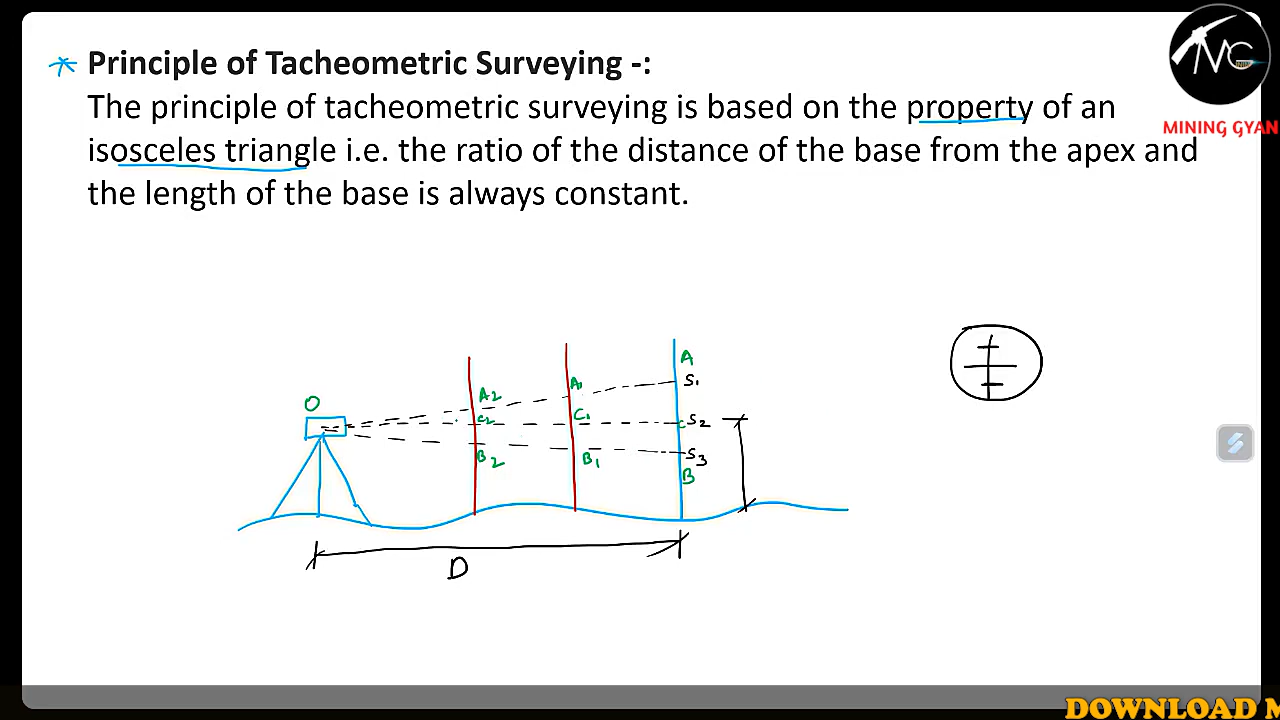 Principle of Tacheometric Surveying -:
The principle of tacheometric surveying is based on the property of an
isosceles triangle i.e. the ratio of the distance of the base from the apex and
the length of the base is always constant.
MG
MINING GYAN
O
A2
C2
B2
A1
C1
B1
A
S1
S2
S3
B
D
DOWNLOAD M